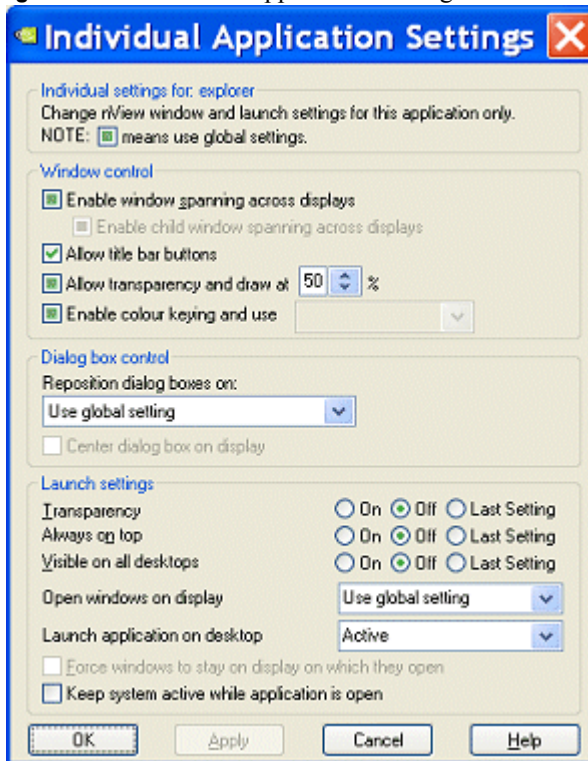 Individual Application Settings
Individual settings for: explorer
Change nView window and launch settings for this application only.
NOTE: means use global settings.
Window control
Enable window spanning across displays
Enable child window spanning across displays
Allow title bar buttons
Allow transparency and draw at 50 %
Enable colour keying and use
Dialog box control
Reposition dialog boxes on:
Use global setting
Center dialog box on display
Launch settings
Transparency On Off Last Setting
Always on top On Off Last Setting
Visible on all desktops On Off Last Setting
Open windows on display Use global setting
Launch application on desktop Active
Force windows to stay on display on which they open
Keep system active while application is open
OK Apply Cancel Help